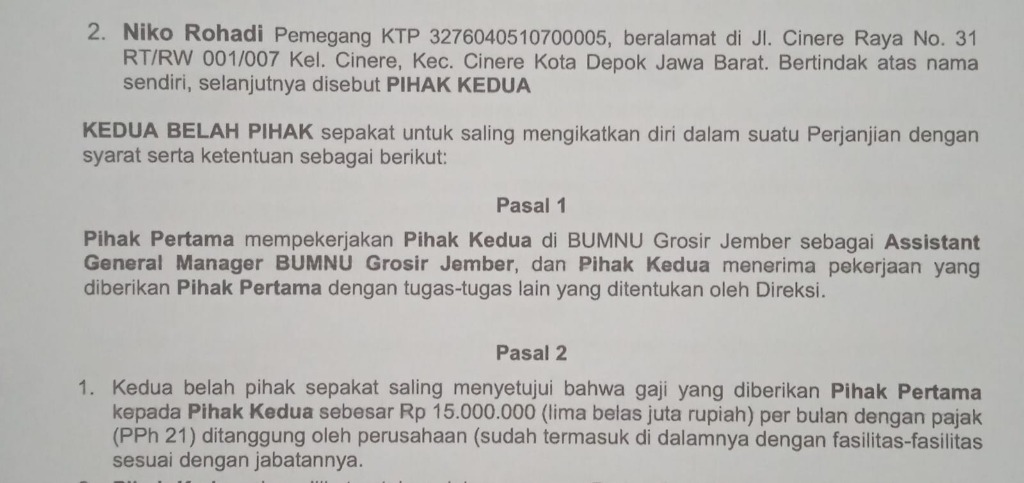 2. Niko Rohadi Pemegang KTP 3276040510700005, beralamat di Jl. Cinere Raya No. 31
RT/RW 001/007 Kel. Cinere, Kec. Cinere Kota Depok Jawa Barat. Bertindak atas nama
sendiri, selanjutnya disebut PIHAK KEDUA
KEDUA BELAH PIHAK sepakat untuk saling mengikatkan diri dalam suatu Perjanjian dengan
syarat serta ketentuan sebagai berikut:
Pasal 1
Pihak Pertama mempekerjakan Pihak Kedua di BUMNU Grosir Jember sebagai Assistant
General Manager BUMNU Grosir Jember, dan Pihak Kedua menerima pekerjaan yang
diberikan Pihak Pertama dengan tugas-tugas lain yang ditentukan oleh Direksi.
Pasal 2
1. Kedua belah pihak sepakat saling menyetujui bahwa gaji yang diberikan Pihak Pertama
kepada Pihak Kedua sebesar Rp 15.000.000 (lima belas juta rupiah) per bulan dengan pajak
(PPh 21) ditanggung oleh perusahaan (sudah termasuk di dalamnya dengan fasilitas-fasilitas
sesuai dengan jabatannya.